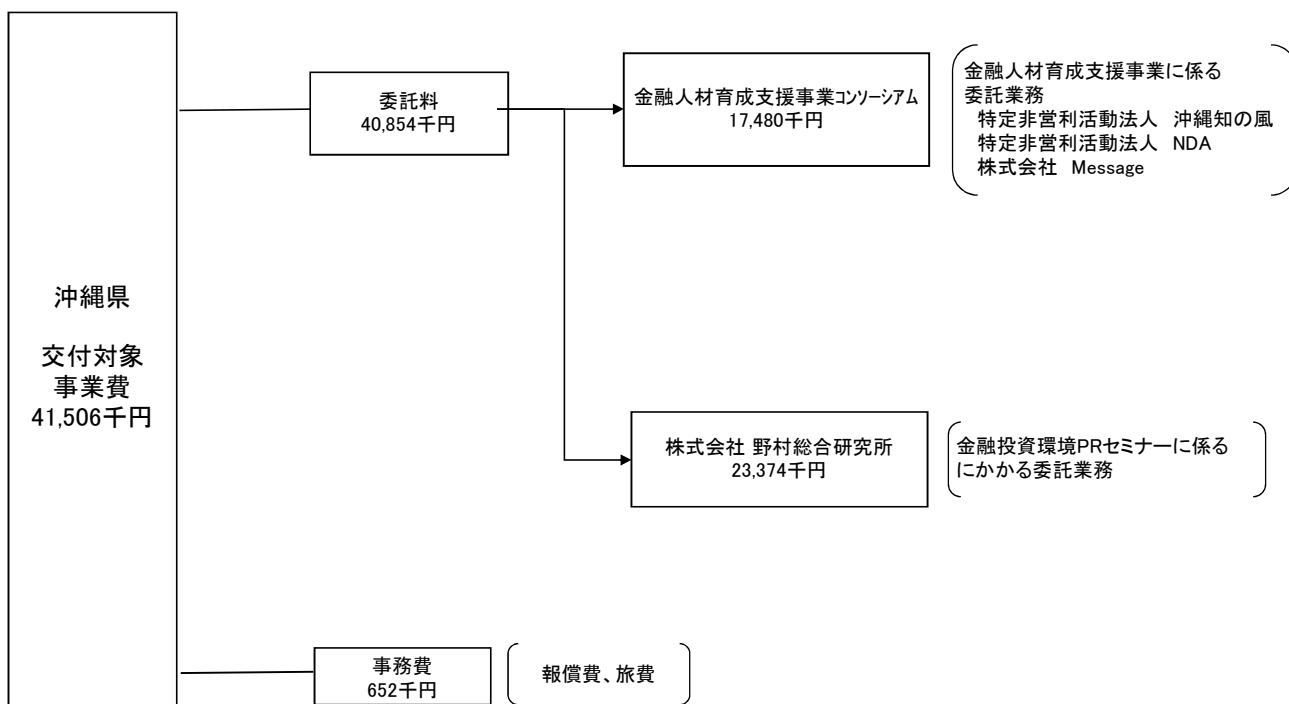 沖縄県
交付対象
事業費
41,506千円
委託料
40,854千円
金融人材育成支援事業コンソーシアム
17,480千円
金融人材育成支援事業に係る
委託業務
特定非営利活動法人 沖縄知の風
特定非営利活動法人 NDA
株式会社 Message
株式会社 野村総合研究所
23,374千円
金融投資環境PRセミナーに係る
にかかる委託業務
事務費
652千円
報償費、旅費